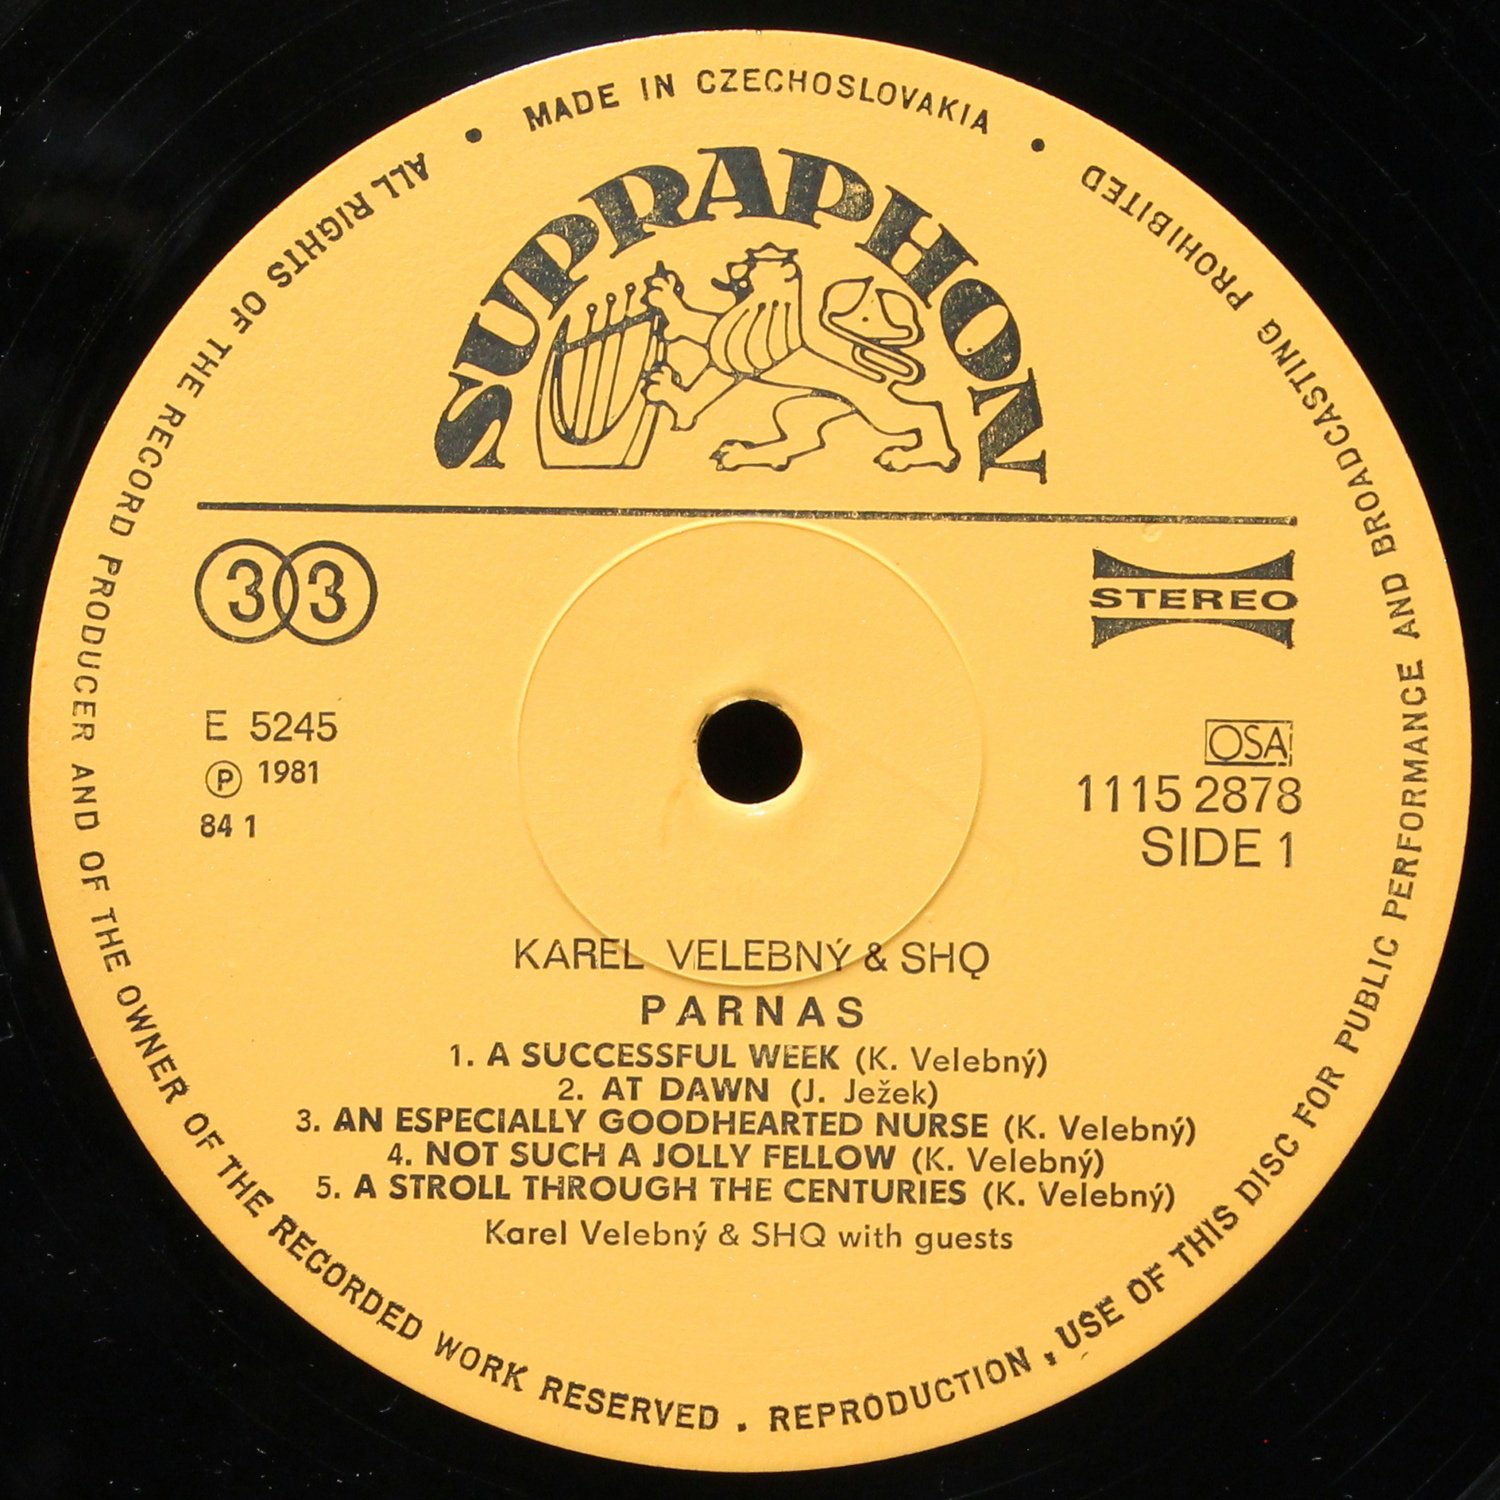 • MADE IN CZECHOSLOVAKIA •
ALL RIGHTS OF THE RECORD PRODUCER AND OF THE OWNER OF THE RECORDED WORK RESERVED . REPRODUCTION , USE OF THIS DISC FOR PUBLIC PERFORMANCE AND BROADCASTING PROHIBITED
SUPRAPHON
33
STEREO
E 5245
℗ 1981
84 1
OSA
1115 2878
SIDE 1
KAREL VELEBNÝ & SHQ
PARNAS
1. A SUCCESSFUL WEEK (K. Velebný)
2. AT DAWN (J. Ježek)
3. AN ESPECIALLY GOODHEARTED NURSE (K. Velebný)
4. NOT SUCH A JOLLY FELLOW (K. Velebný)
5. A STROLL THROUGH THE CENTURIES (K. Velebný)
Karel Velebný & SHQ with guests